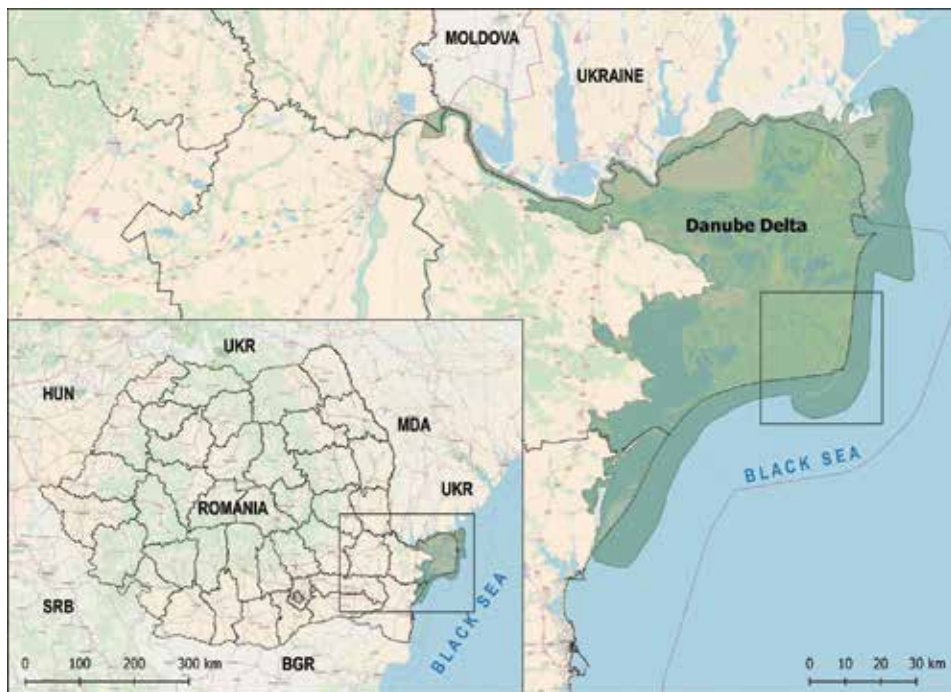 MOLDOVA
UKRAINE
Danube Delta
BLACK SEA
UKR
HUN
MDA
UKR
ROMANIA
SRB
BGR
BLACK SEA
0 100 200 300 km
0 10 20 30 km